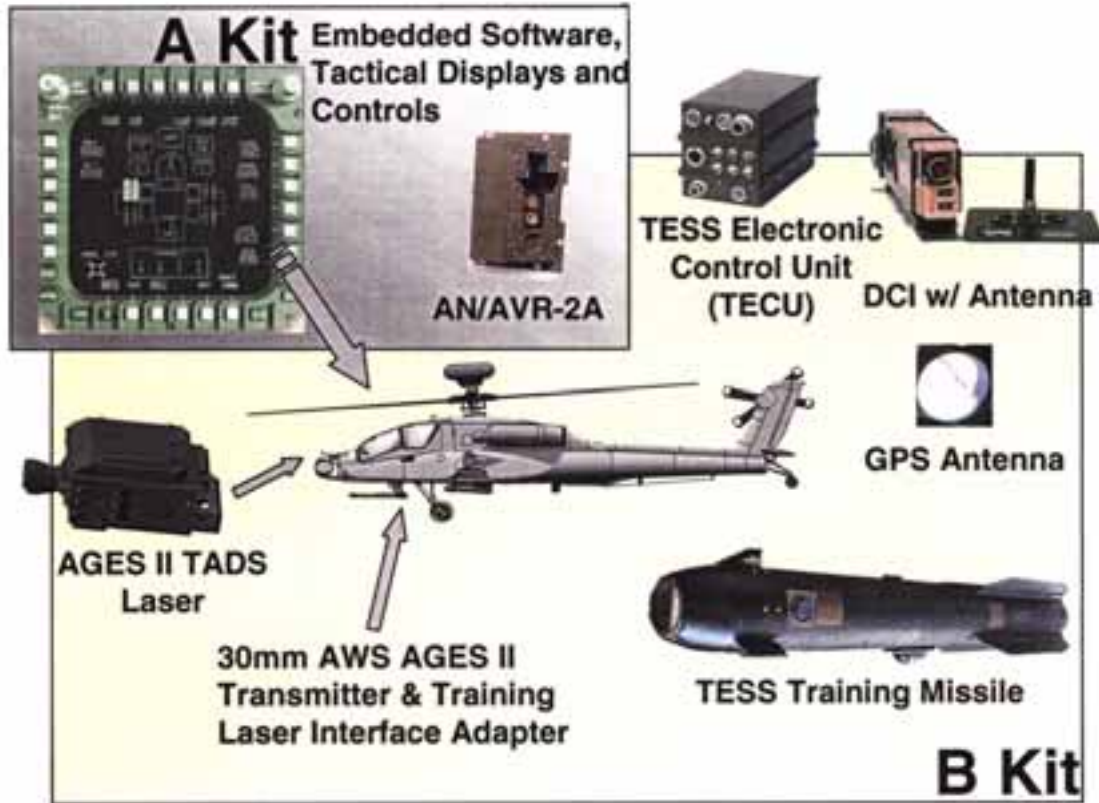 A Kit
Embedded Software,
Tactical Displays and
Controls
AN/AVR-2A
TESS Electronic
Control Unit
(TECU)
DCI w/ Antenna
GPS Antenna
AGES II TADS
Laser
30mm AWS AGES II
Transmitter & Training
Laser Interface Adapter
TESS Training Missile
B Kit